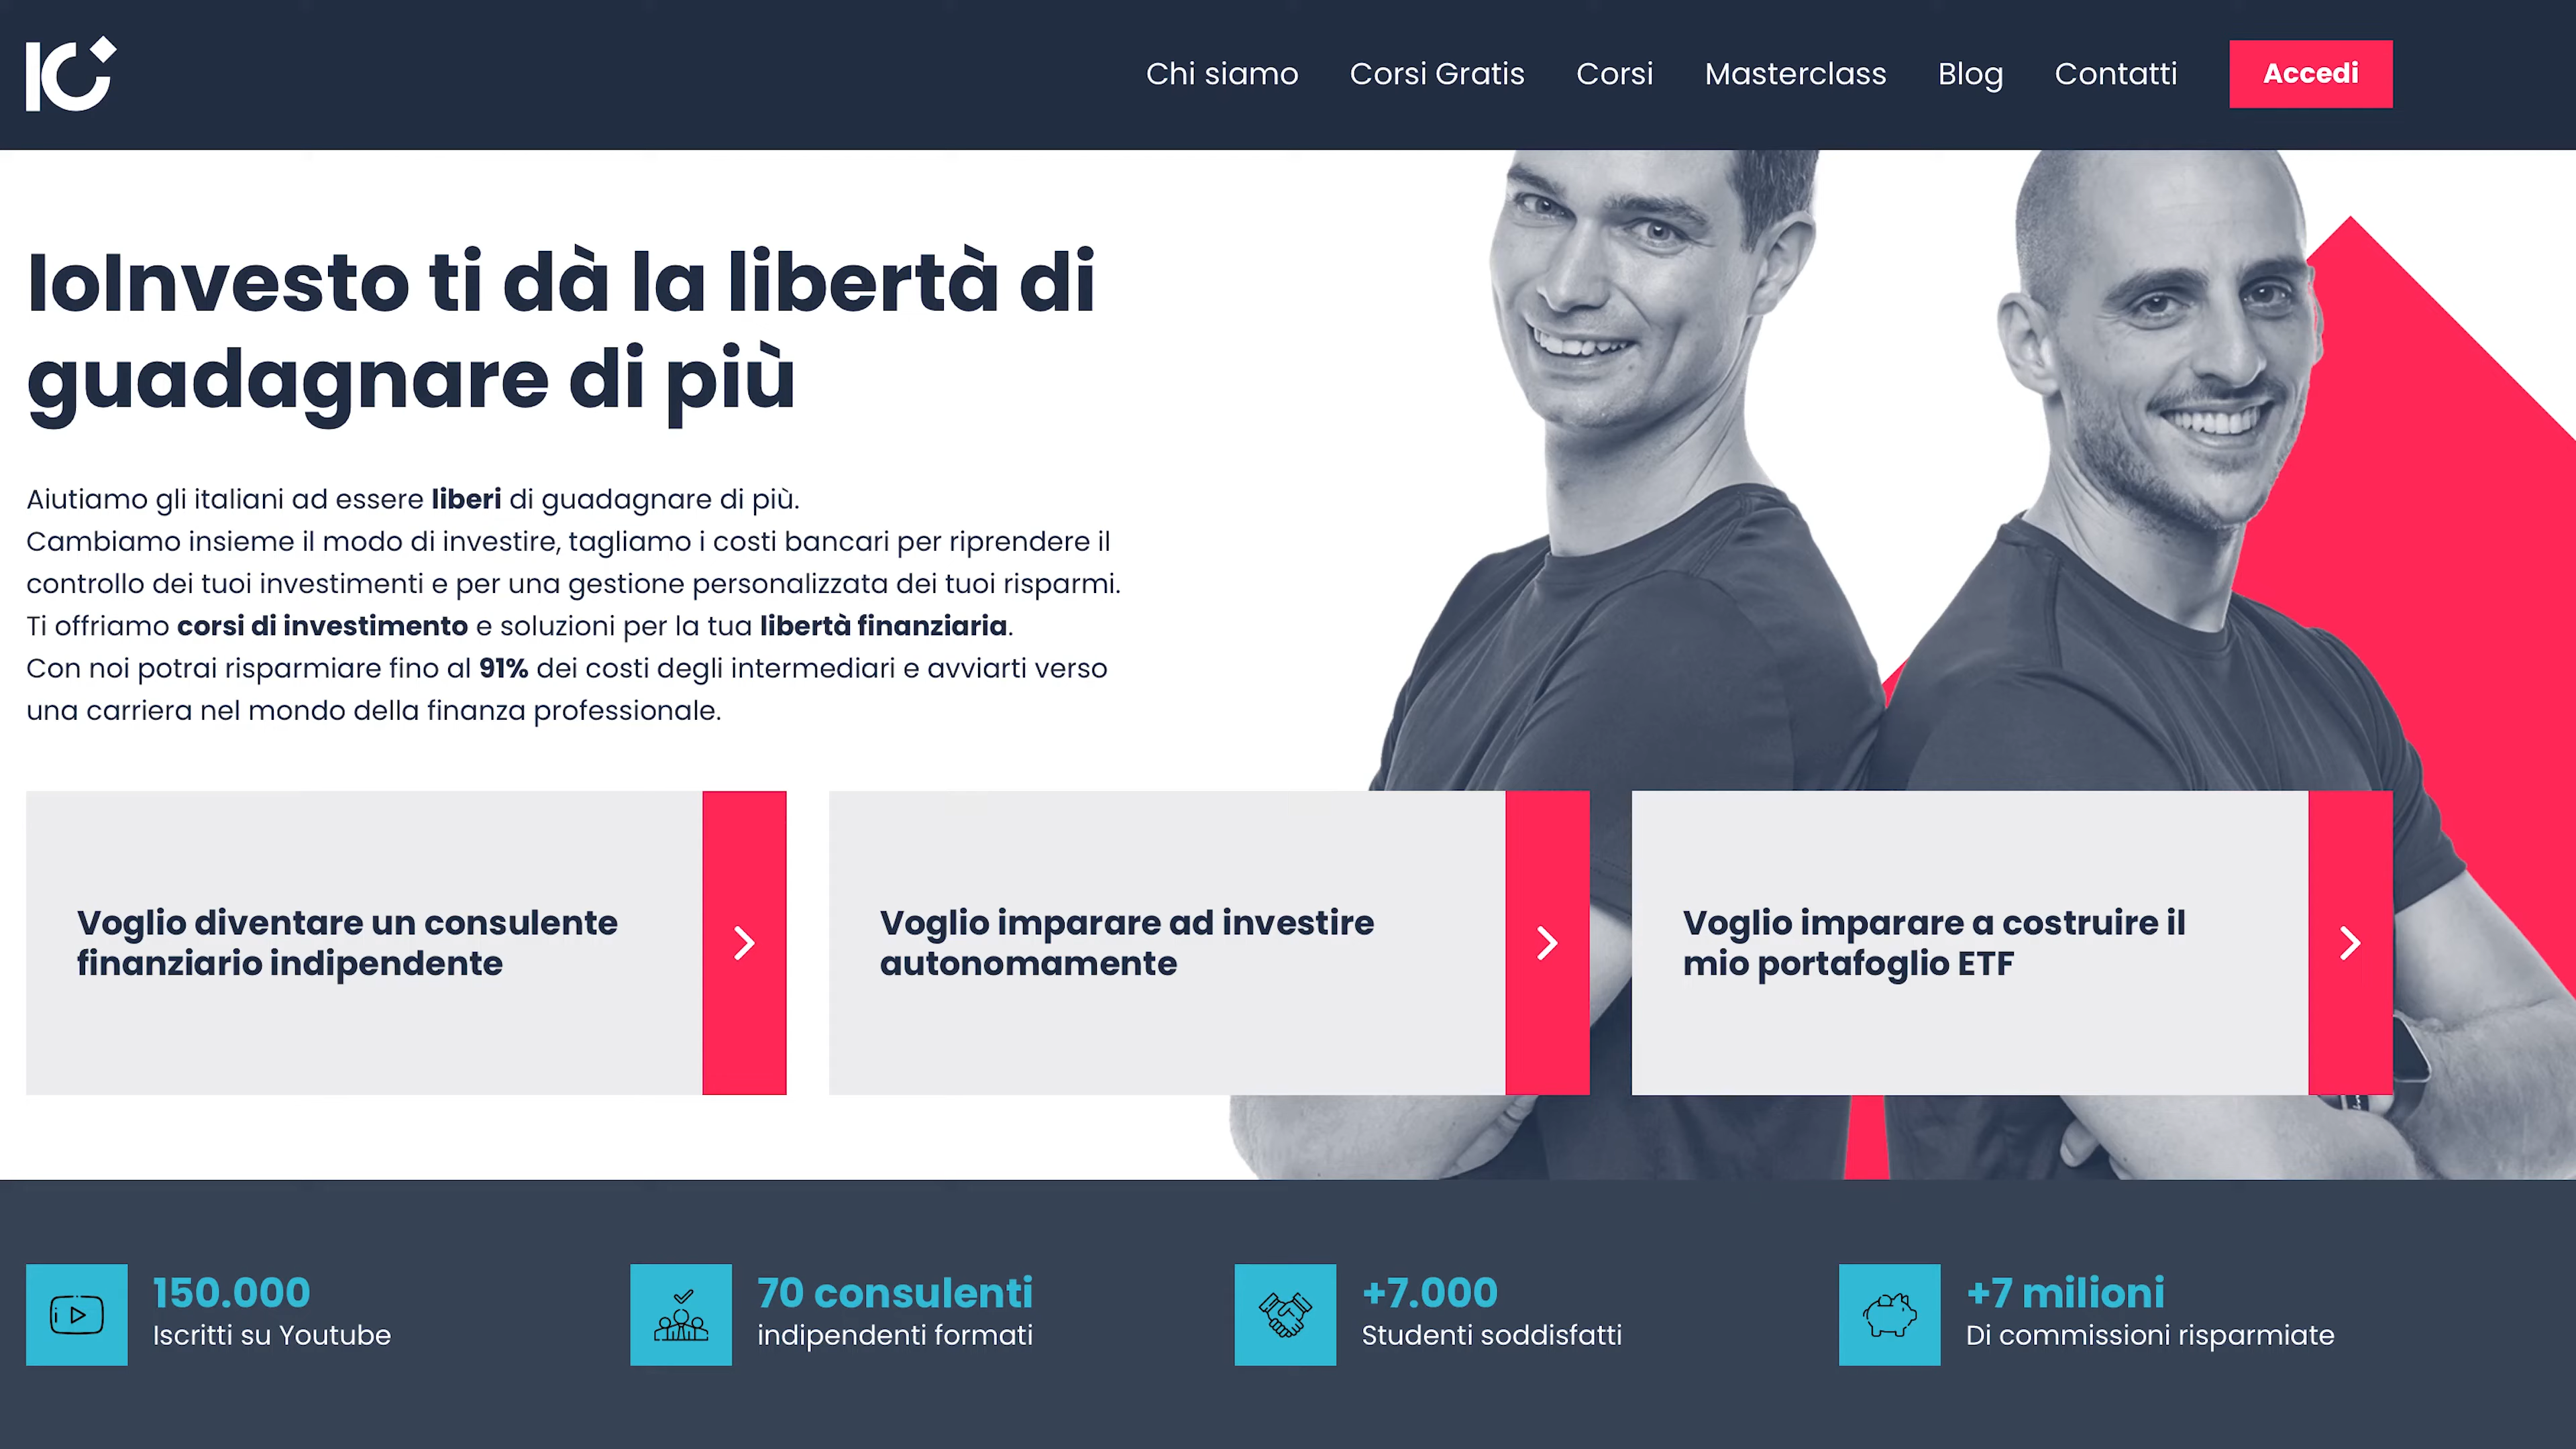 Chi siamo
Corsi Gratis
Corsi
Masterclass
Blog
Contatti
Accedi
IoInvesto ti dà la libertà di
guadagnare di più
Aiutiamo gli italiani ad essere liberi di guadagnare di più.
Cambiamo insieme il modo di investire, tagliamo i costi bancari per riprendere il
controllo dei tuoi investimenti e per una gestione personalizzata dei tuoi risparmi.
Ti offriamo corsi di investimento e soluzioni per la tua libertà finanziaria.
Con noi potrai risparmiare fino al 91% dei costi degli intermediari e avviarti verso
una carriera nel mondo della finanza professionale.
Voglio diventare un consulente
finanziario indipendente
Voglio imparare ad investire
autonomamente
Voglio imparare a costruire il
mio portafoglio ETF
150.000
Iscritti su Youtube
70 consulenti
indipendenti formati
+7.000
Studenti soddisfatti
+7 milioni
Di commissioni risparmiate